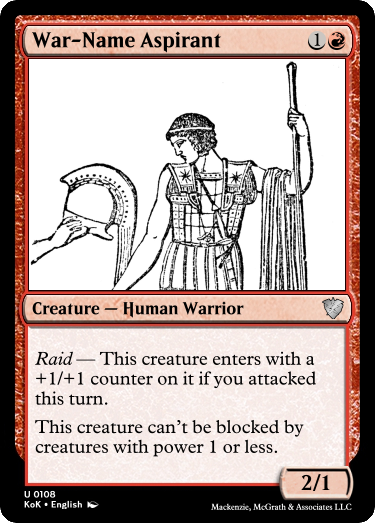 War-Name Aspirant 1
Creature — Human Warrior
Raid — This creature enters with a
+1/+1 counter on it if you attacked
this turn.
This creature can't be blocked by
creatures with power 1 or less.
2/1
U 0108
KoK • English
Mackenzie, McGrath & Associates LLC